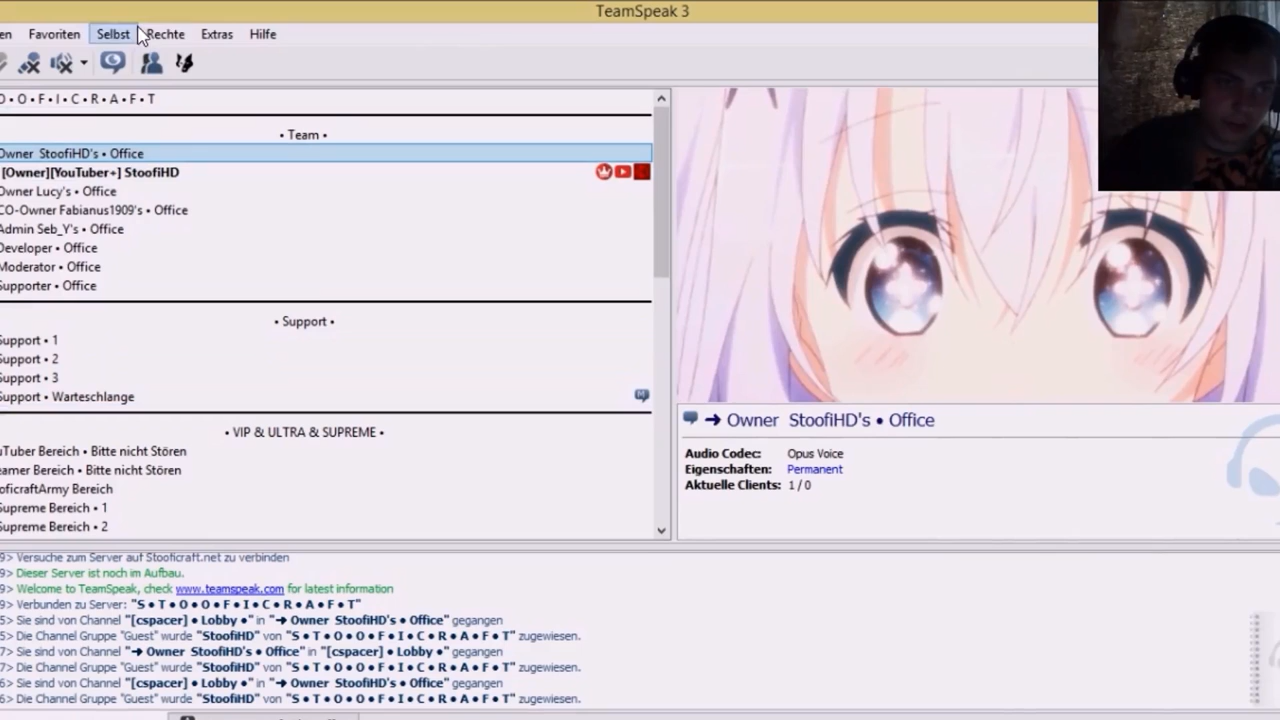 TeamSpeak 3
en Favoriten Selbst Rechte Extras Hilfe
O • O • F • I • C • R • A • F • T
• Team •
Owner StoofiHD's • Office
[Owner][YouTuber+] StoofiHD
Owner Lucy's • Office
CO-Owner Fabianus1909's • Office
Admin Seb_Y's • Office
Developer • Office
Moderator • Office
Supporter • Office
• Support •
Support • 1
Support • 2
Support • 3
Support • Warteschlange
• VIP & ULTRA & SUPREME •
uTuber Bereich • Bitte nicht Stören
eamer Bereich • Bitte nicht Stören
oficraftArmy Bereich
Supreme Bereich • 1
Supreme Bereich • 2
➜ Owner StoofiHD's • Office
Audio Codec: Opus Voice
Eigenschaften: Permanent
Aktuelle Clients: 1 / 0
9> Versuche zum Server auf Stooficraft.net zu verbinden
9> Dieser Server ist noch im Aufbau.
9> Welcome to TeamSpeak, check www.teamspeak.com for latest information
9> Verbunden zu Server: "S • T • O • O • F • I • C • R • A • F • T"
5> Sie sind von Channel "[cspacer] • Lobby •" in "➜ Owner StoofiHD's • Office" gegangen
5> Die Channel Gruppe "Guest" wurde "StoofiHD" von "S • T • O • O • F • I • C • R • A • F • T" zugewiesen.
7> Sie sind von Channel "➜ Owner StoofiHD's • Office" in "[cspacer] • Lobby •" gegangen
7> Die Channel Gruppe "Guest" wurde "StoofiHD" von "S • T • O • O • F • I • C • R • A • F • T" zugewiesen.
6> Sie sind von Channel "[cspacer] • Lobby •" in "➜ Owner StoofiHD's • Office" gegangen
6> Die Channel Gruppe "Guest" wurde "StoofiHD" von "S • T • O • O • F • I • C • R • A • F • T" zugewiesen.